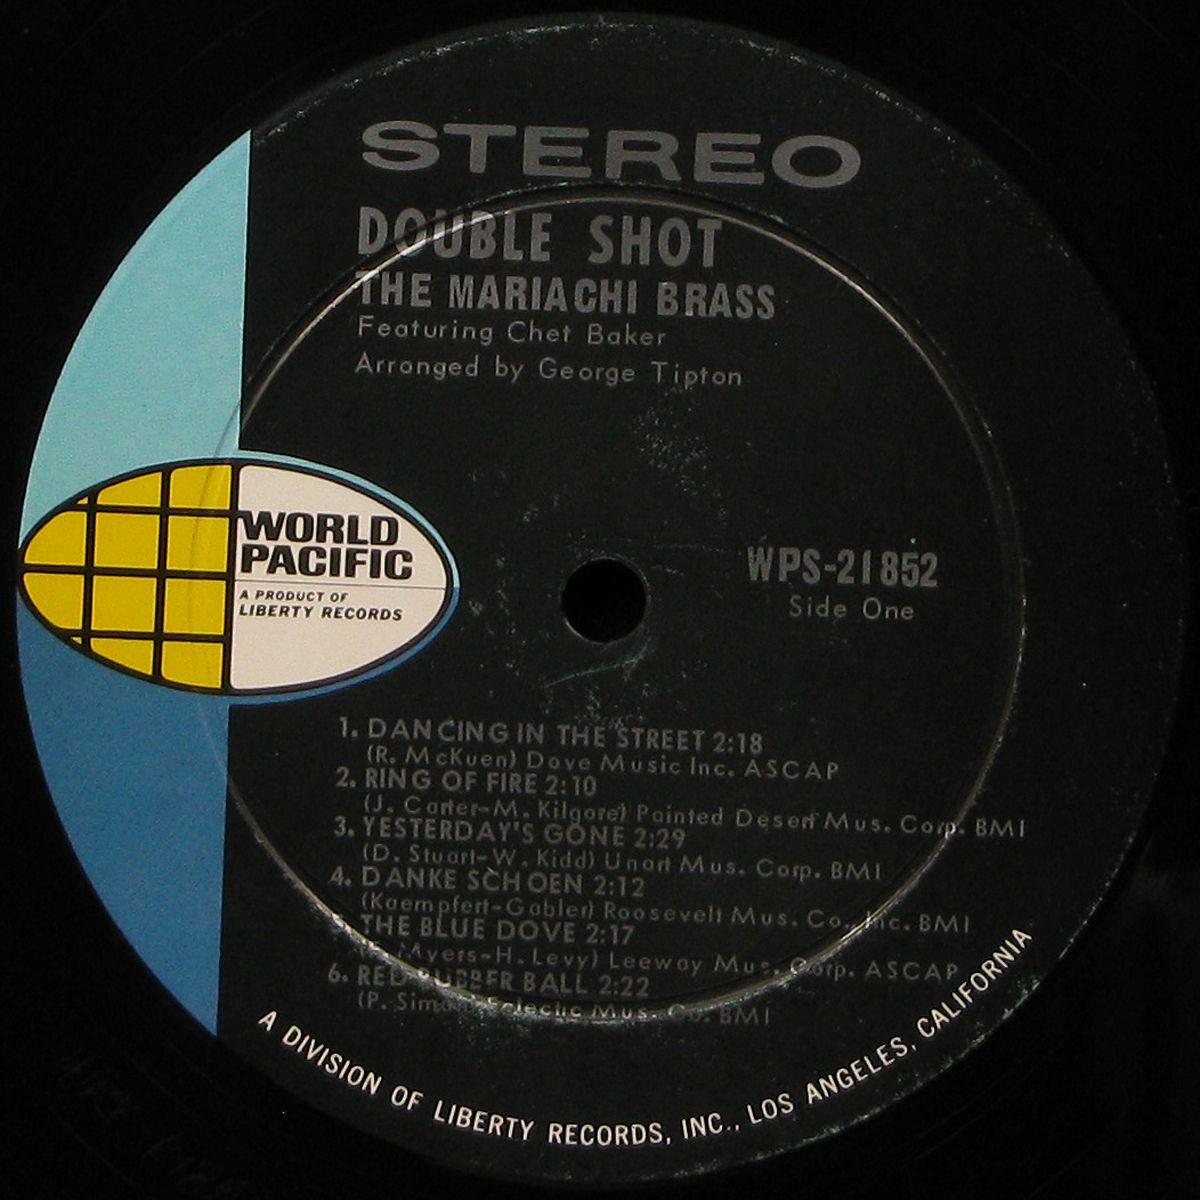 STEREO
DOUBLE SHOT
THE MARIACHI BRASS
Featuring Chet Baker
Arranged by George Tipton
WORLD
PACIFIC
A PRODUCT OF
LIBERTY RECORDS
WPS-21852
Side One
1. DANCING IN THE STREET 2:18
(R. McKuen) Dove Music Inc. ASCAP
2. RING OF FIRE 2:10
(J. Carter-M. Kilgore) Painted Desert Mus. Corp. BMI
3. YESTERDAY'S GONE 2:29
(D. Stuart-W. Kidd) Unart Mus. Corp. BMI
4. DANKE SCHOEN 2:12
(Kaempfert-Gabler) Roosevelt Mus. Co., Inc. BMI
5. THE BLUE DOVE 2:17
Myers-H. Levy) Leeway Mus. Corp. ASCAP
6. RED RUBBER BALL 2:22
(P. Simon) Eclectic Mus. Co. BMI
A DIVISION OF LIBERTY RECORDS, INC., LOS ANGELES, CALIFORNIA